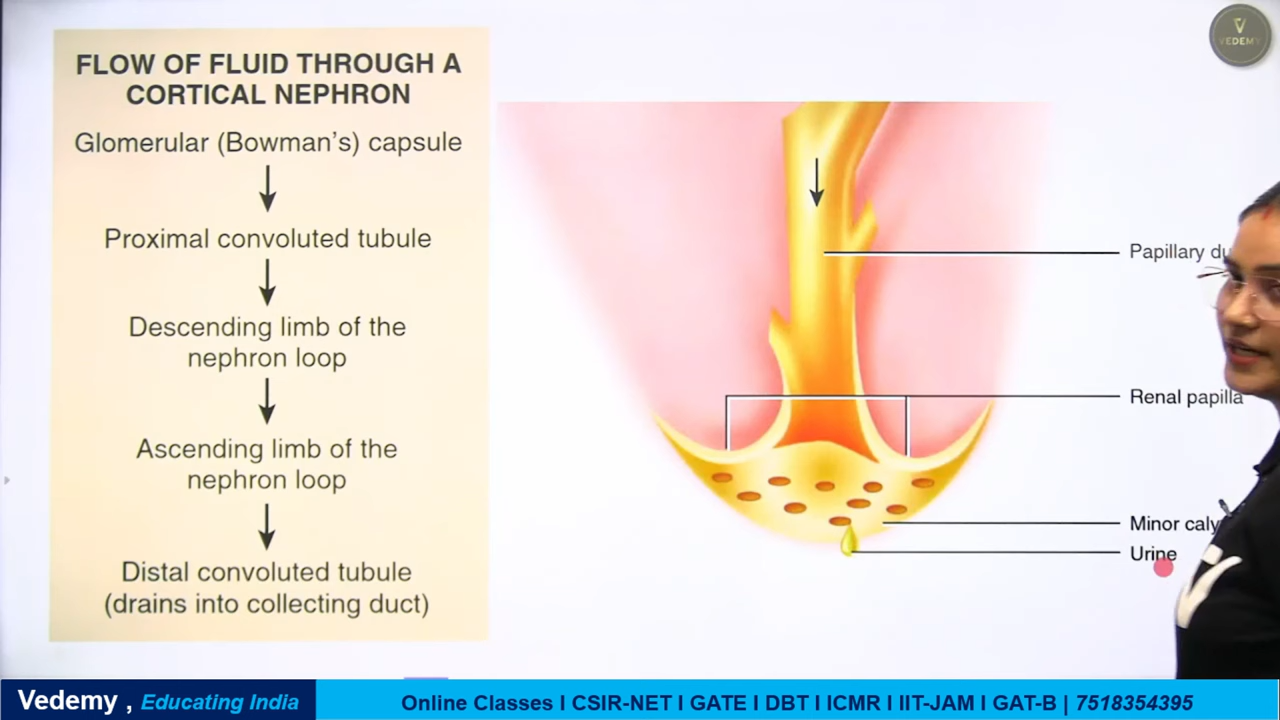 FLOW OF FLUID THROUGH A
CORTICAL NEPHRON
Glomerular (Bowman's) capsule
Proximal convoluted tubule
Descending limb of the
nephron loop
Ascending limb of the
nephron loop
Distal convoluted tubule
(drains into collecting duct)
VEDEMY
Papillary
Renal papilla
Minor
Urine
Vedemy , Educating India
Online Classes I CSIR-NET I GATE I DBT I ICMR I IIT-JAM I GAT-B | 7518354395